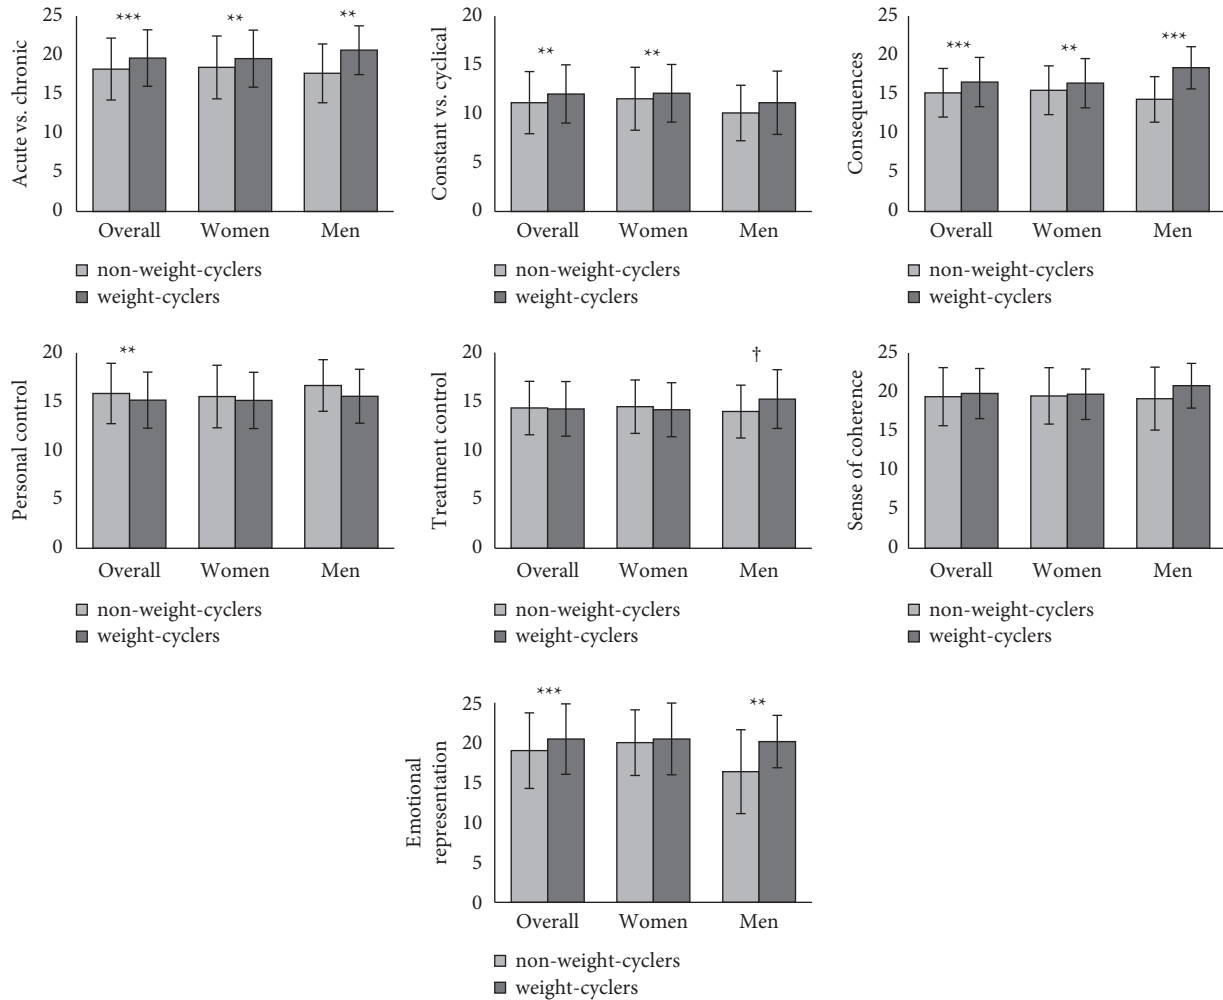 Acute vs. chronic
25
20
15
10
5
0
***
**
**
Overall
Women
Men
non-weight-cyclers
weight-cyclers
Constant vs. cyclical
20
15
10
5
0
**
**
Overall
Women
Men
non-weight-cyclers
weight-cyclers
Consequences
25
20
15
10
5
0
***
**
***
Overall
Women
Men
non-weight-cyclers
weight-cyclers
Personal control
20
15
10
5
0
**
Overall
Women
Men
non-weight-cyclers
weight-cyclers
Treatment control
20
15
10
5
0
†
Overall
Women
Men
non-weight-cyclers
weight-cyclers
Sense of coherence
25
20
15
10
5
0
Overall
Women
Men
non-weight-cyclers
weight-cyclers
Emotional
representation
25
20
15
10
5
0
***
**
Overall
Women
Men
non-weight-cyclers
weight-cyclers